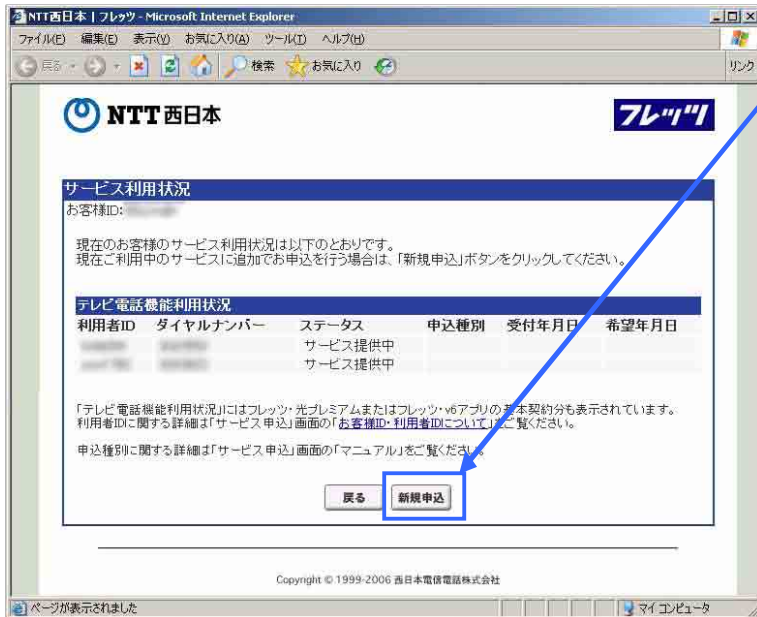 NTT西日本 | フレッツ - Microsoft Internet Explorer
ファイル(F) 編集(E) 表示(V) お気に入り(A) ツール(T) ヘルプ(H)
戻る 検索 お気に入り リンク
NTT西日本 フレッツ
サービス利用状況
お客様ID:
現在のお客様のサービス利用状況は以下のとおりです。
現在ご利用中のサービスに追加でお申込を行う場合は、「新規申込」ボタンをクリックしてください。
テレビ電話機能利用状況
利用者ID ダイヤルナンバー ステータス 申込種別 受付年月日 希望年月日
サービス提供中
サービス提供中
「テレビ電話機能利用状況」にはフレッツ・光プレミアムまたはフレッツ・v6アプリの基本契約分も表示されています。
利用者IDに関する詳細は「サービス申込」画面の「お客様ID・利用者IDについて」をご覧ください。
申込種別に関する詳細は「サービス申込」画面の「マニュアル」をご覧ください。
戻る 新規申込
Copyright © 1999-2006 西日本電信電話株式会社
ページが表示されました マイ コンピュータ